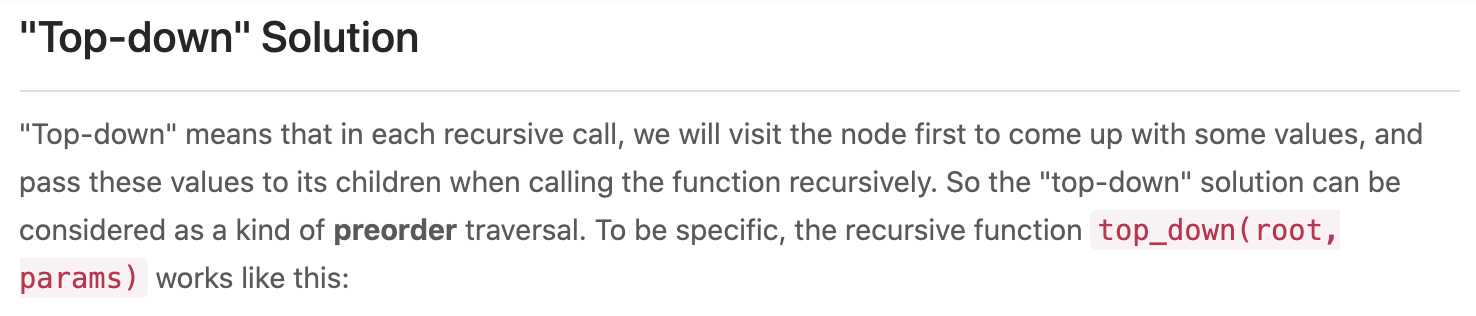 "Top-down" Solution
"Top-down" means that in each recursive call, we will visit the node first to come up with some values, and
pass these values to its children when calling the function recursively. So the "top-down" solution can be
considered as a kind of preorder traversal. To be specific, the recursive function top_down(root,
params) works like this: